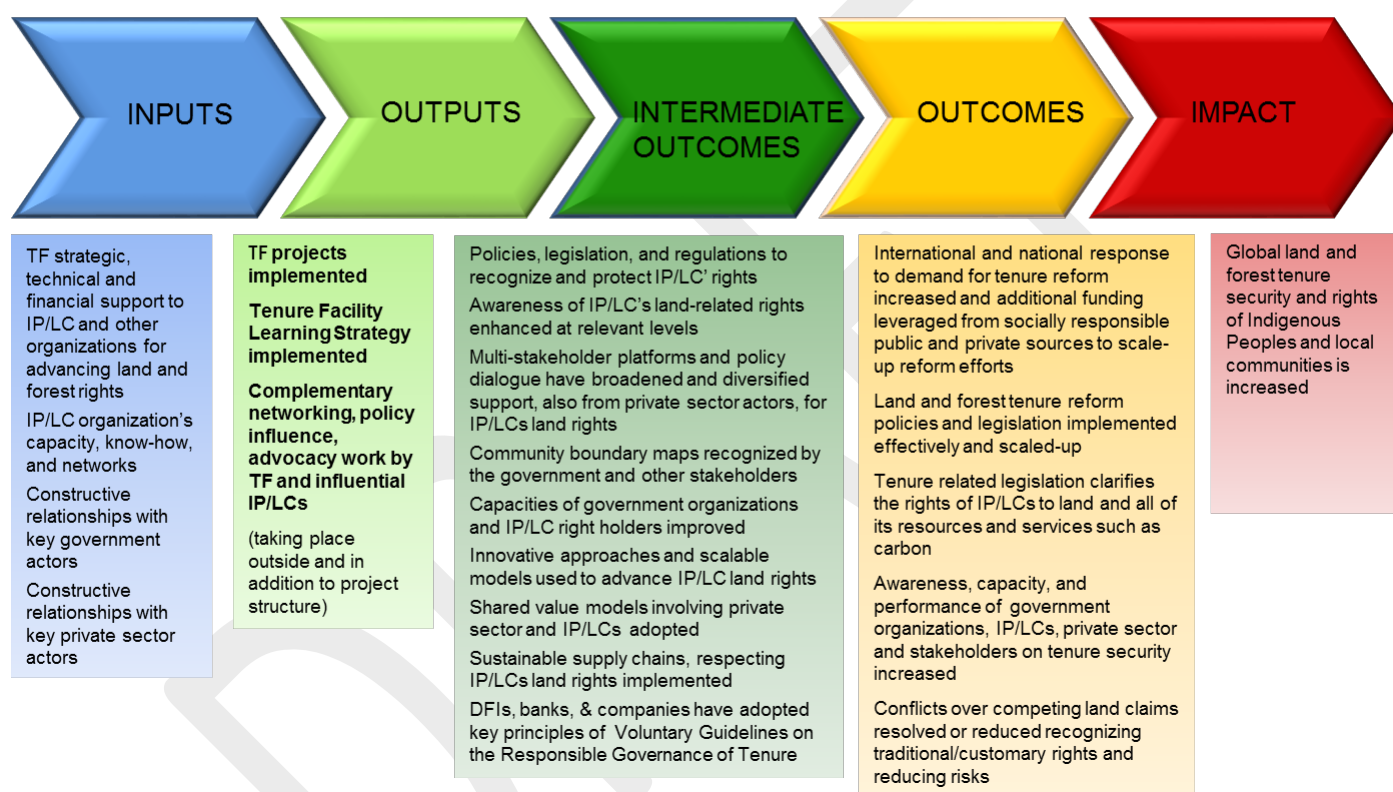 INPUTS
OUTPUTS
INTERMEDIATE
OUTCOMES
OUTCOMES
IMPACT
TF strategic,
technical and
financial support to
IP/LC and other
organizations for
advancing land and
forest rights
IP/LC organization's
capacity, know-how,
and networks
Constructive
relationships with
key government
actors
Constructive
relationships with
key private sector
actors
TF projects
implemented
Tenure Facility
Learning Strategy
implemented
Complementary
networking, policy
influence,
advocacy work by
TF and influential
IP/LCs
(taking place
outside and in
addition to project
structure)
Policies, legislation, and regulations to
recognize and protect IP/LC' rights
Awareness of IP/LC's land-related rights
enhanced at relevant levels
Multi-stakeholder platforms and policy
dialogue have broadened and diversified
support, also from private sector actors, for
IP/LCs land rights
Community boundary maps recognized by
the government and other stakeholders
Capacities of government organizations
and IP/LC right holders improved
Innovative approaches and scalable
models used to advance IP/LC land rights
Shared value models involving private
sector and IP/LCs adopted
Sustainable supply chains, respecting
IP/LCs land rights implemented
DFIs, banks, & companies have adopted
key principles of Voluntary Guidelines on
the Responsible Governance of Tenure
International and national response
to demand for tenure reform
increased and additional funding
leveraged from socially responsible
public and private sources to scale-
up reform efforts
Land and forest tenure reform
policies and legislation implemented
effectively and scaled-up
Tenure related legislation clarifies
the rights of IP/LCs to land and all of
its resources and services such as
carbon
Awareness, capacity, and
performance of government
organizations, IP/LCs, private sector
and stakeholders on tenure security
increased
Conflicts over competing land claims
resolved or reduced recognizing
traditional/customary rights and
reducing risks
Global land and
forest tenure
security and rights
of Indigenous
Peoples and local
communities is
increased